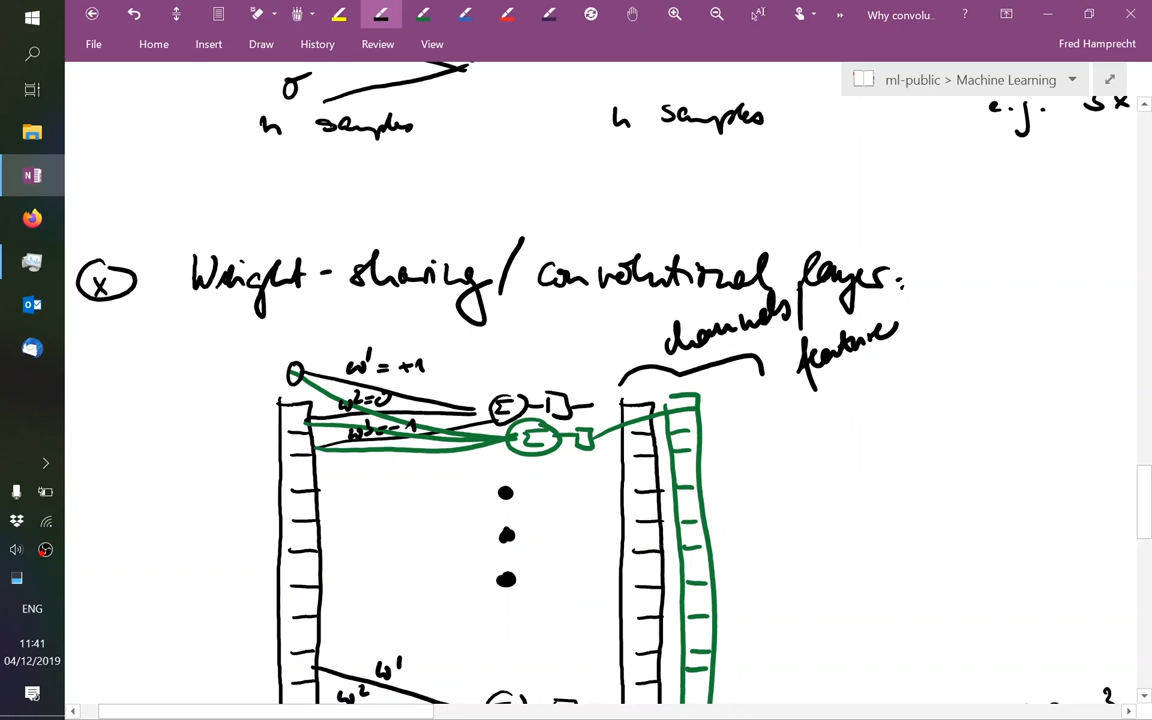 Why convolu...
?
File
Home
Insert
Draw
History
Review
View
Fred Hamprecht
ml-public > Machine Learning
σ
n samples
n samples
e.g.
x
Weight-sharing / convolutional layer:
channels
features
w¹ = +1
w² = 0
w³ = -1
Σ
Σ
w¹
w²
ENG
11:41
04/12/2019